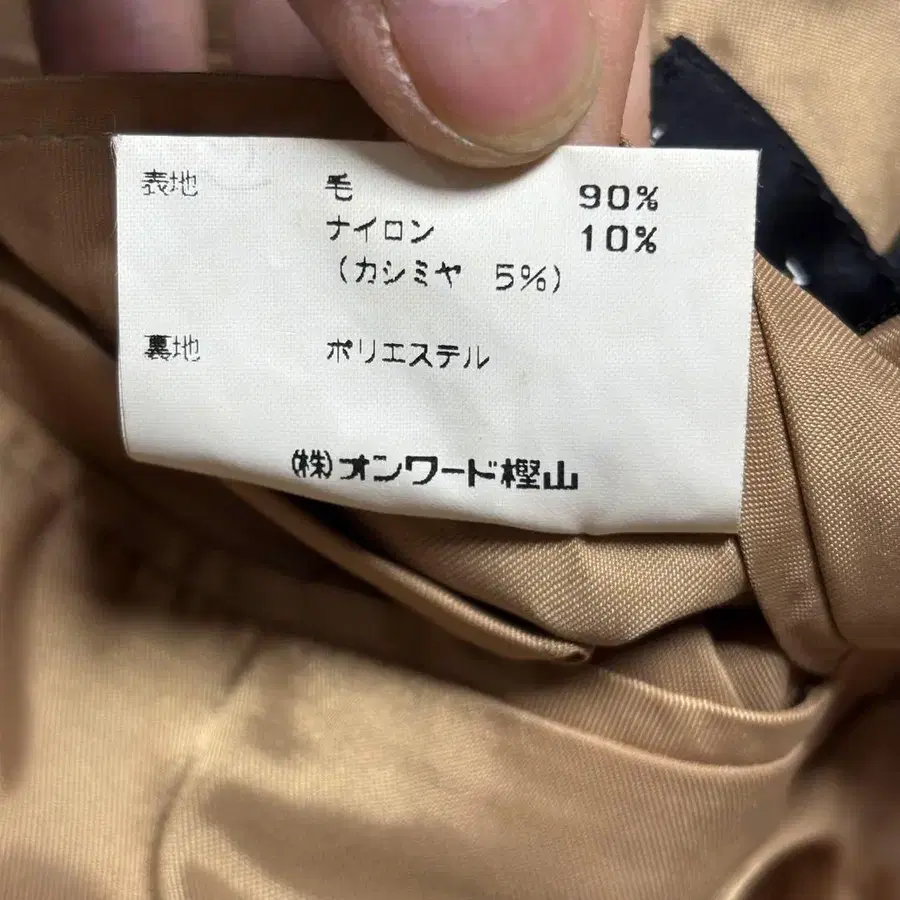 表地 毛 90%
ナイロン 10%
(カシミヤ 5%)
裏地 ポリエステル
㈱オンワード樫山